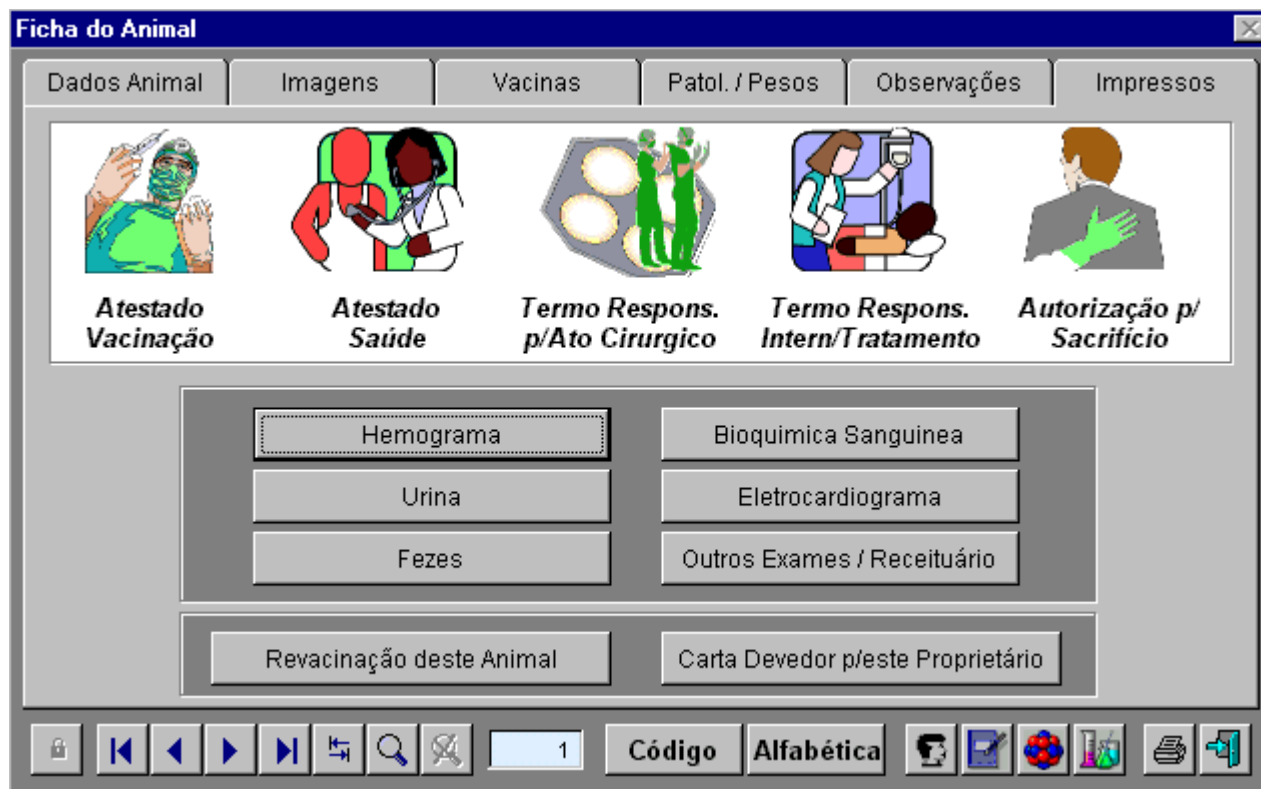 Ficha do Animal
Dados Animal
Imagens
Vacinas
Patol. / Pesos
Observações
Impressos
Atestado
Vacinação
Atestado
Saúde
Termo Respons.
p/Ato Cirurgico
Termo Respons.
Intern/Tratamento
Autorização p/
Sacrifício
Hemograma
Bioquimica Sanguinea
Urina
Eletrocardiograma
Fezes
Outros Exames / Receituário
Revacinação deste Animal
Carta Devedor p/este Proprietário
1
Código
Alfabética